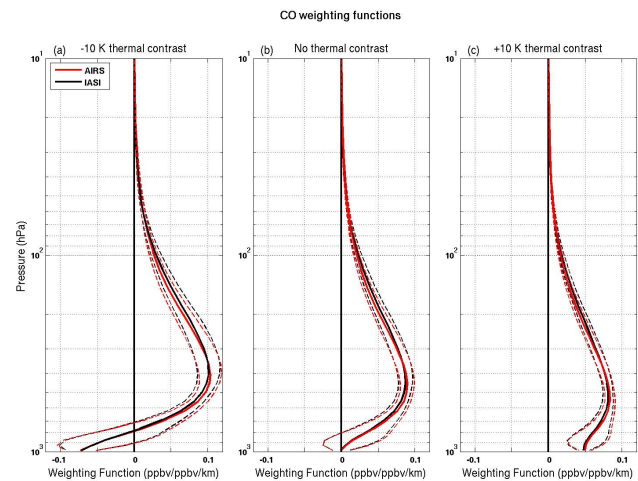 CO weighting functions
(a) -10 K thermal contrast
(b) No thermal contrast
(c) +10 K thermal contrast
AIRS
IASI
Pressure (hPa)
10¹
10²
10³
10¹
10²
10³
10¹
10²
10³
-0.1 0 0.1
-0.1 0 0.1
-0.1 0 0.1
Weighting Function (ppbv/ppbv/km)
Weighting Function (ppbv/ppbv/km)
Weighting Function (ppbv/ppbv/km)